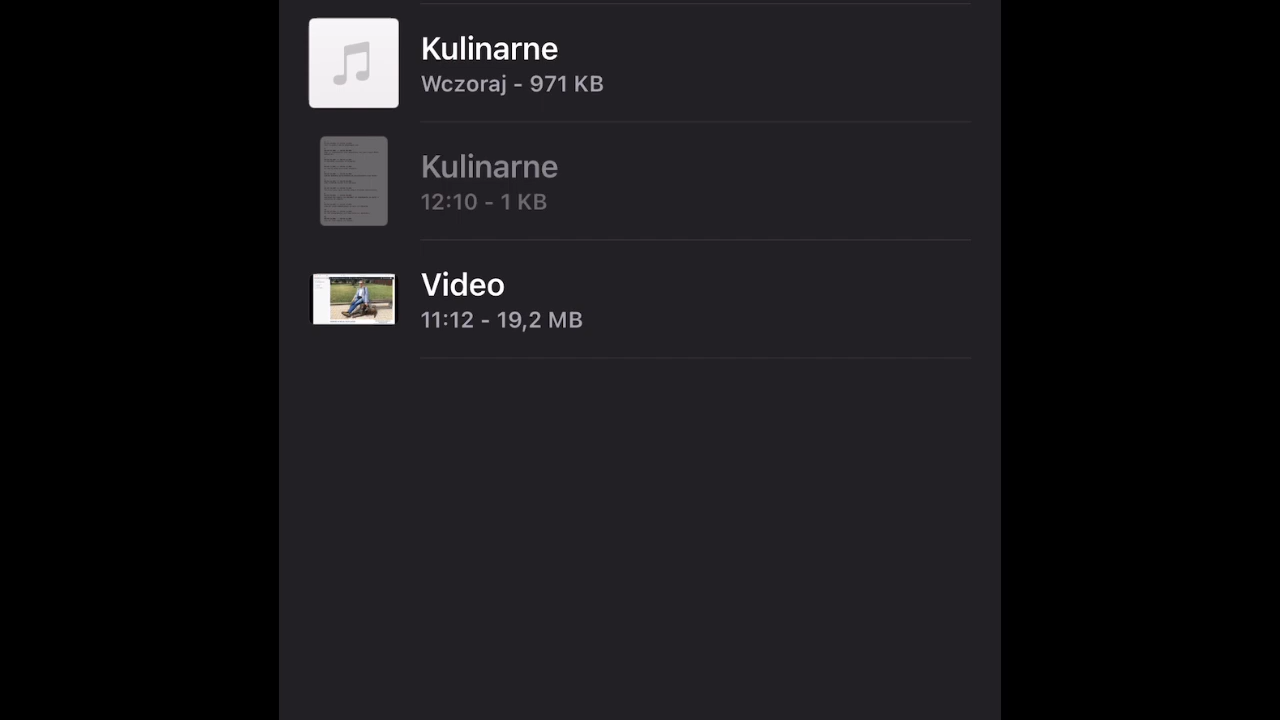 Kulinarne
Wczoraj - 971 KB
Kulinarne
12:10 - 1 KB
Video
11:12 - 19,2 MB